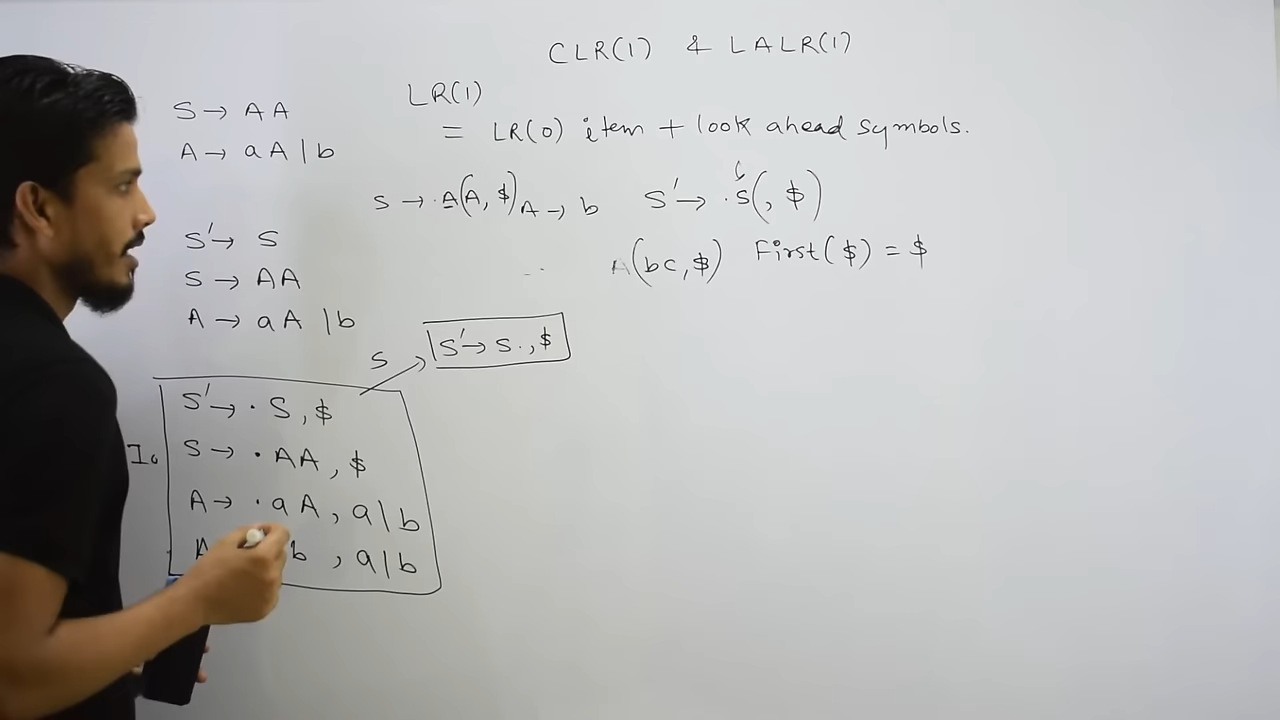 CLR(1) & LALR(1)
LR(1)
= LR(0) item + look ahead symbols.
S → AA
A → aA | b
S → .A(A, $) A → b
S' → .S(, $)
A(bc, $) First($) = $
S' → S
S → AA
A → aA | b
S
S' → S., $
I₀
S' → . S, $
S → . AA, $
A → . aA, a|b
A b , a|b